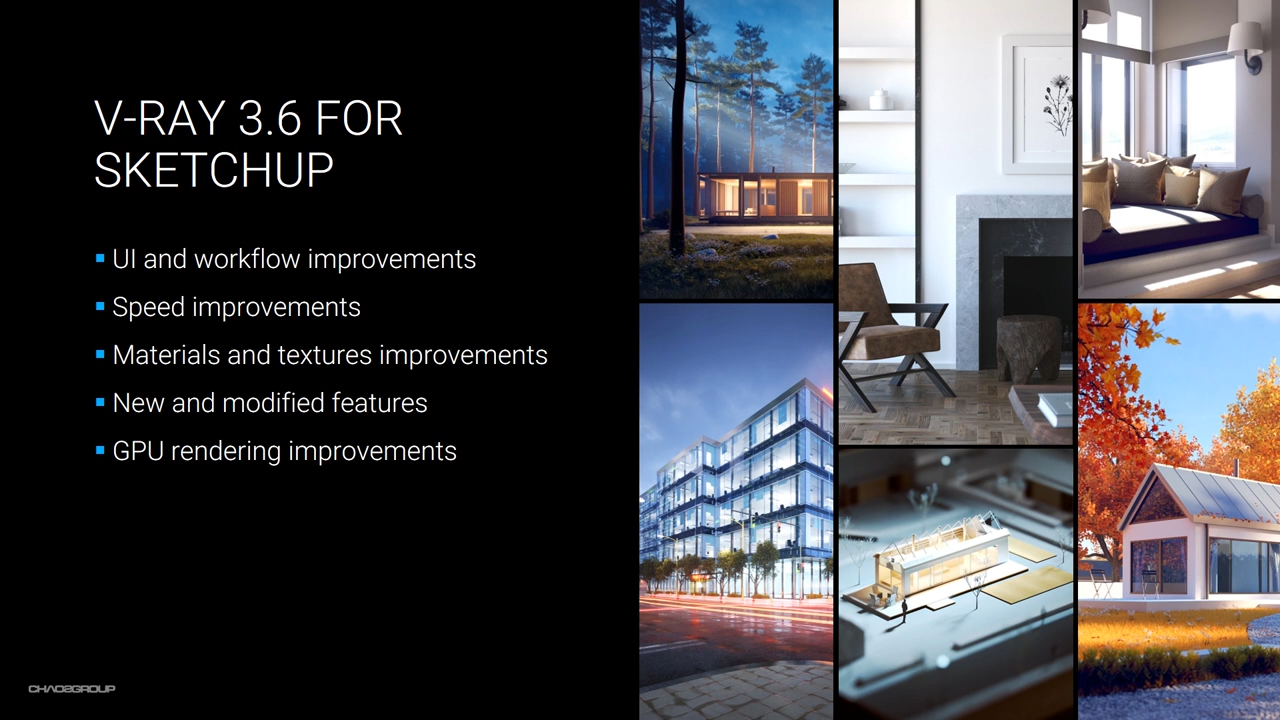 V-RAY 3.6 FOR
SKETCHUP
UI and workflow improvements
Speed improvements
Materials and textures improvements
New and modified features
GPU rendering improvements
CHAOSGROUP